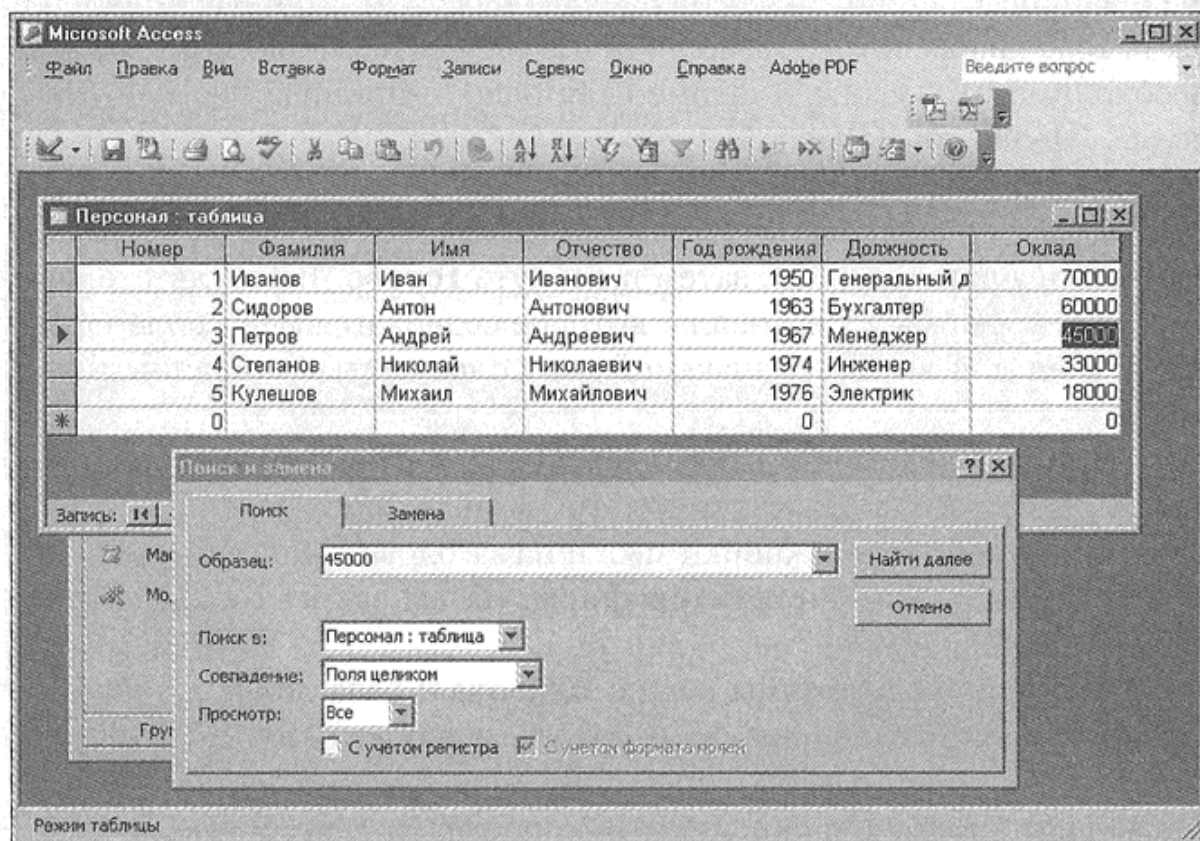 Microsoft Access
Файл Правка Вид Вставка Формат Записи Сервис Окно Справка Adobe PDF Введите вопрос
Персонал : таблица
Номер Фамилия Имя Отчество Год рождения Должность Оклад
1 Иванов Иван Иванович 1950 Генеральный д 70000
2 Сидоров Антон Антонович 1963 Бухгалтер 60000
3 Петров Андрей Андреевич 1967 Менеджер 45000
4 Степанов Николай Николаевич 1974 Инженер 33000
5 Кулешов Михаил Михайлович 1976 Электрик 18000
0 0 0
Поиск и замена
Запись:
Поиск Замена
Образец: 45000 Найти далее
Отмена
Мо
Поиск в: Персонал : таблица
Совпадение: Поля целиком
Просмотр: Все
Гру
С учетом регистра С учетом формата полей
Режим таблицы